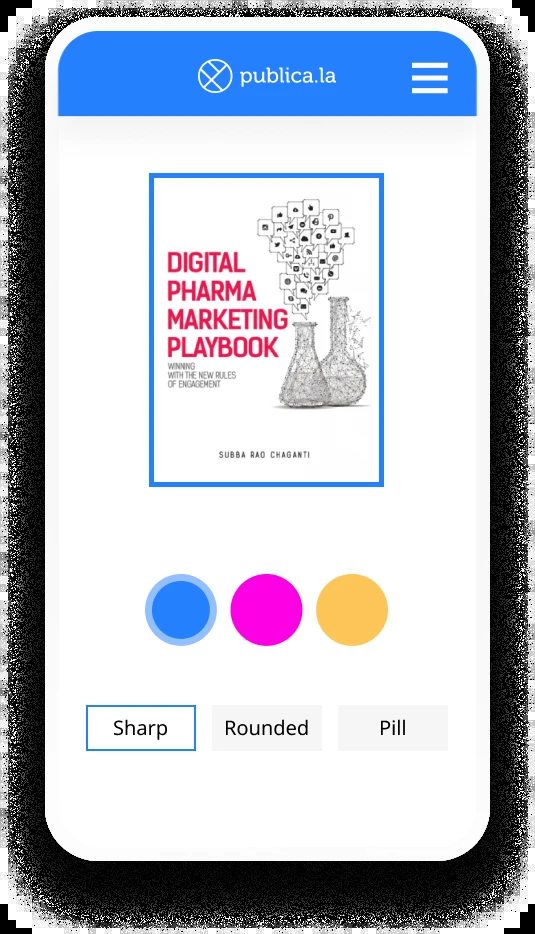 publica.la
DIGITAL
PHARMA
MARKETING
PLAYBOOK
WINNING
WITH THE NEW RULES
OF ENGAGEMENT
SUBBA RAO CHAGANTI
Sharp
Rounded
Pill